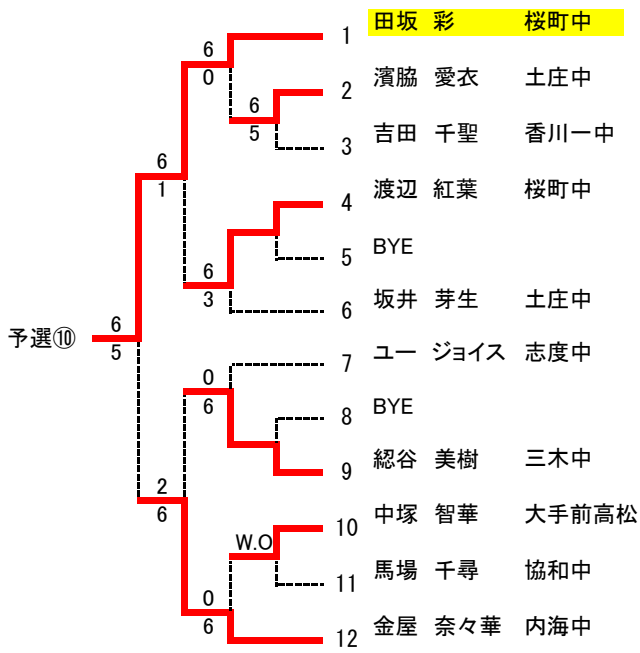 1 田坂 彩 桜町中
6
0
2 濱脇 愛衣 土庄中
6
5
3 吉田 千聖 香川一中
6
1
4 渡辺 紅葉 桜町中
5 BYE
6
3
6 坂井 芽生 土庄中
予選⑩
6
5
7 ユー ジョイス 志度中
0
6
8 BYE
9 綛谷 美樹 三木中
2
6
10 中塚 智華 大手前高松
W.O
11 馬場 千尋 協和中
0
6
12 金屋 奈々華 内海中